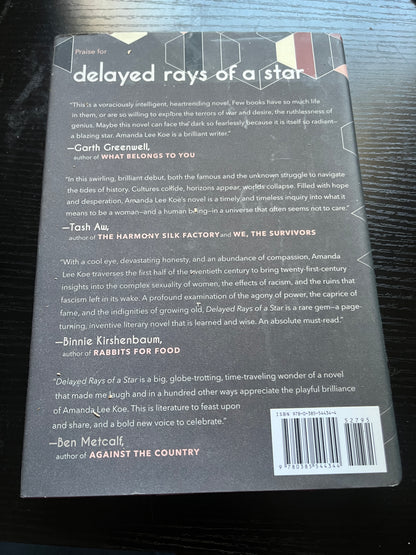 Praise for
delayed rays of a star
"This is a voraciously intelligent, heartrending novel. Few books have so much life
in them, or are so willing to explore the terrors of war and desire, the ruthlessness of
genius. Maybe this novel can face the dark so fearlessly because it is itself so radiant—
a blazing star. Amanda Lee Koe is a brilliant writer."
—Garth Greenwell,
author of WHAT BELONGS TO YOU
"In this swirling, brilliant debut, both the famous and the unknown struggle to navigate
the tides of history. Cultures collide, horizons appear, worlds collapse. Filled with hope
and desperation, Amanda Lee Koe's novel is a timely and timeless inquiry into what it
means to be a woman—and a human being—in a universe that often seems not to care."
—Tash Aw,
author of THE HARMONY SILK FACTORY and WE, THE SURVIVORS
"With a cool eye, devastating honesty, and an abundance of compassion, Amanda
Lee Koe traverses the first half of the twentieth century to bring twenty-first-century
insights into the complex sexuality of women, the effects of racism, and the ruins that
fascism left in its wake. A profound examination of the agony of power, the caprice of
fame, and the indignities of growing old, Delayed Rays of a Star is a rare gem—a page-
turning, inventive literary novel that is learned and wise. An absolute must-read."
—Binnie Kirshenbaum,
author of RABBITS FOR FOOD
"Delayed Rays of a Star is a big, globe-trotting, time-traveling wonder of a novel
that made me laugh and in a hundred other ways appreciate the playful brilliance
of Amanda Lee Koe. This is literature to feast upon
and share, and a bold new voice to celebrate."
—Ben Metcalf,
author of AGAINST THE COUNTRY
ISBN 978-0-385-54434-4
52795
9 780385 544344